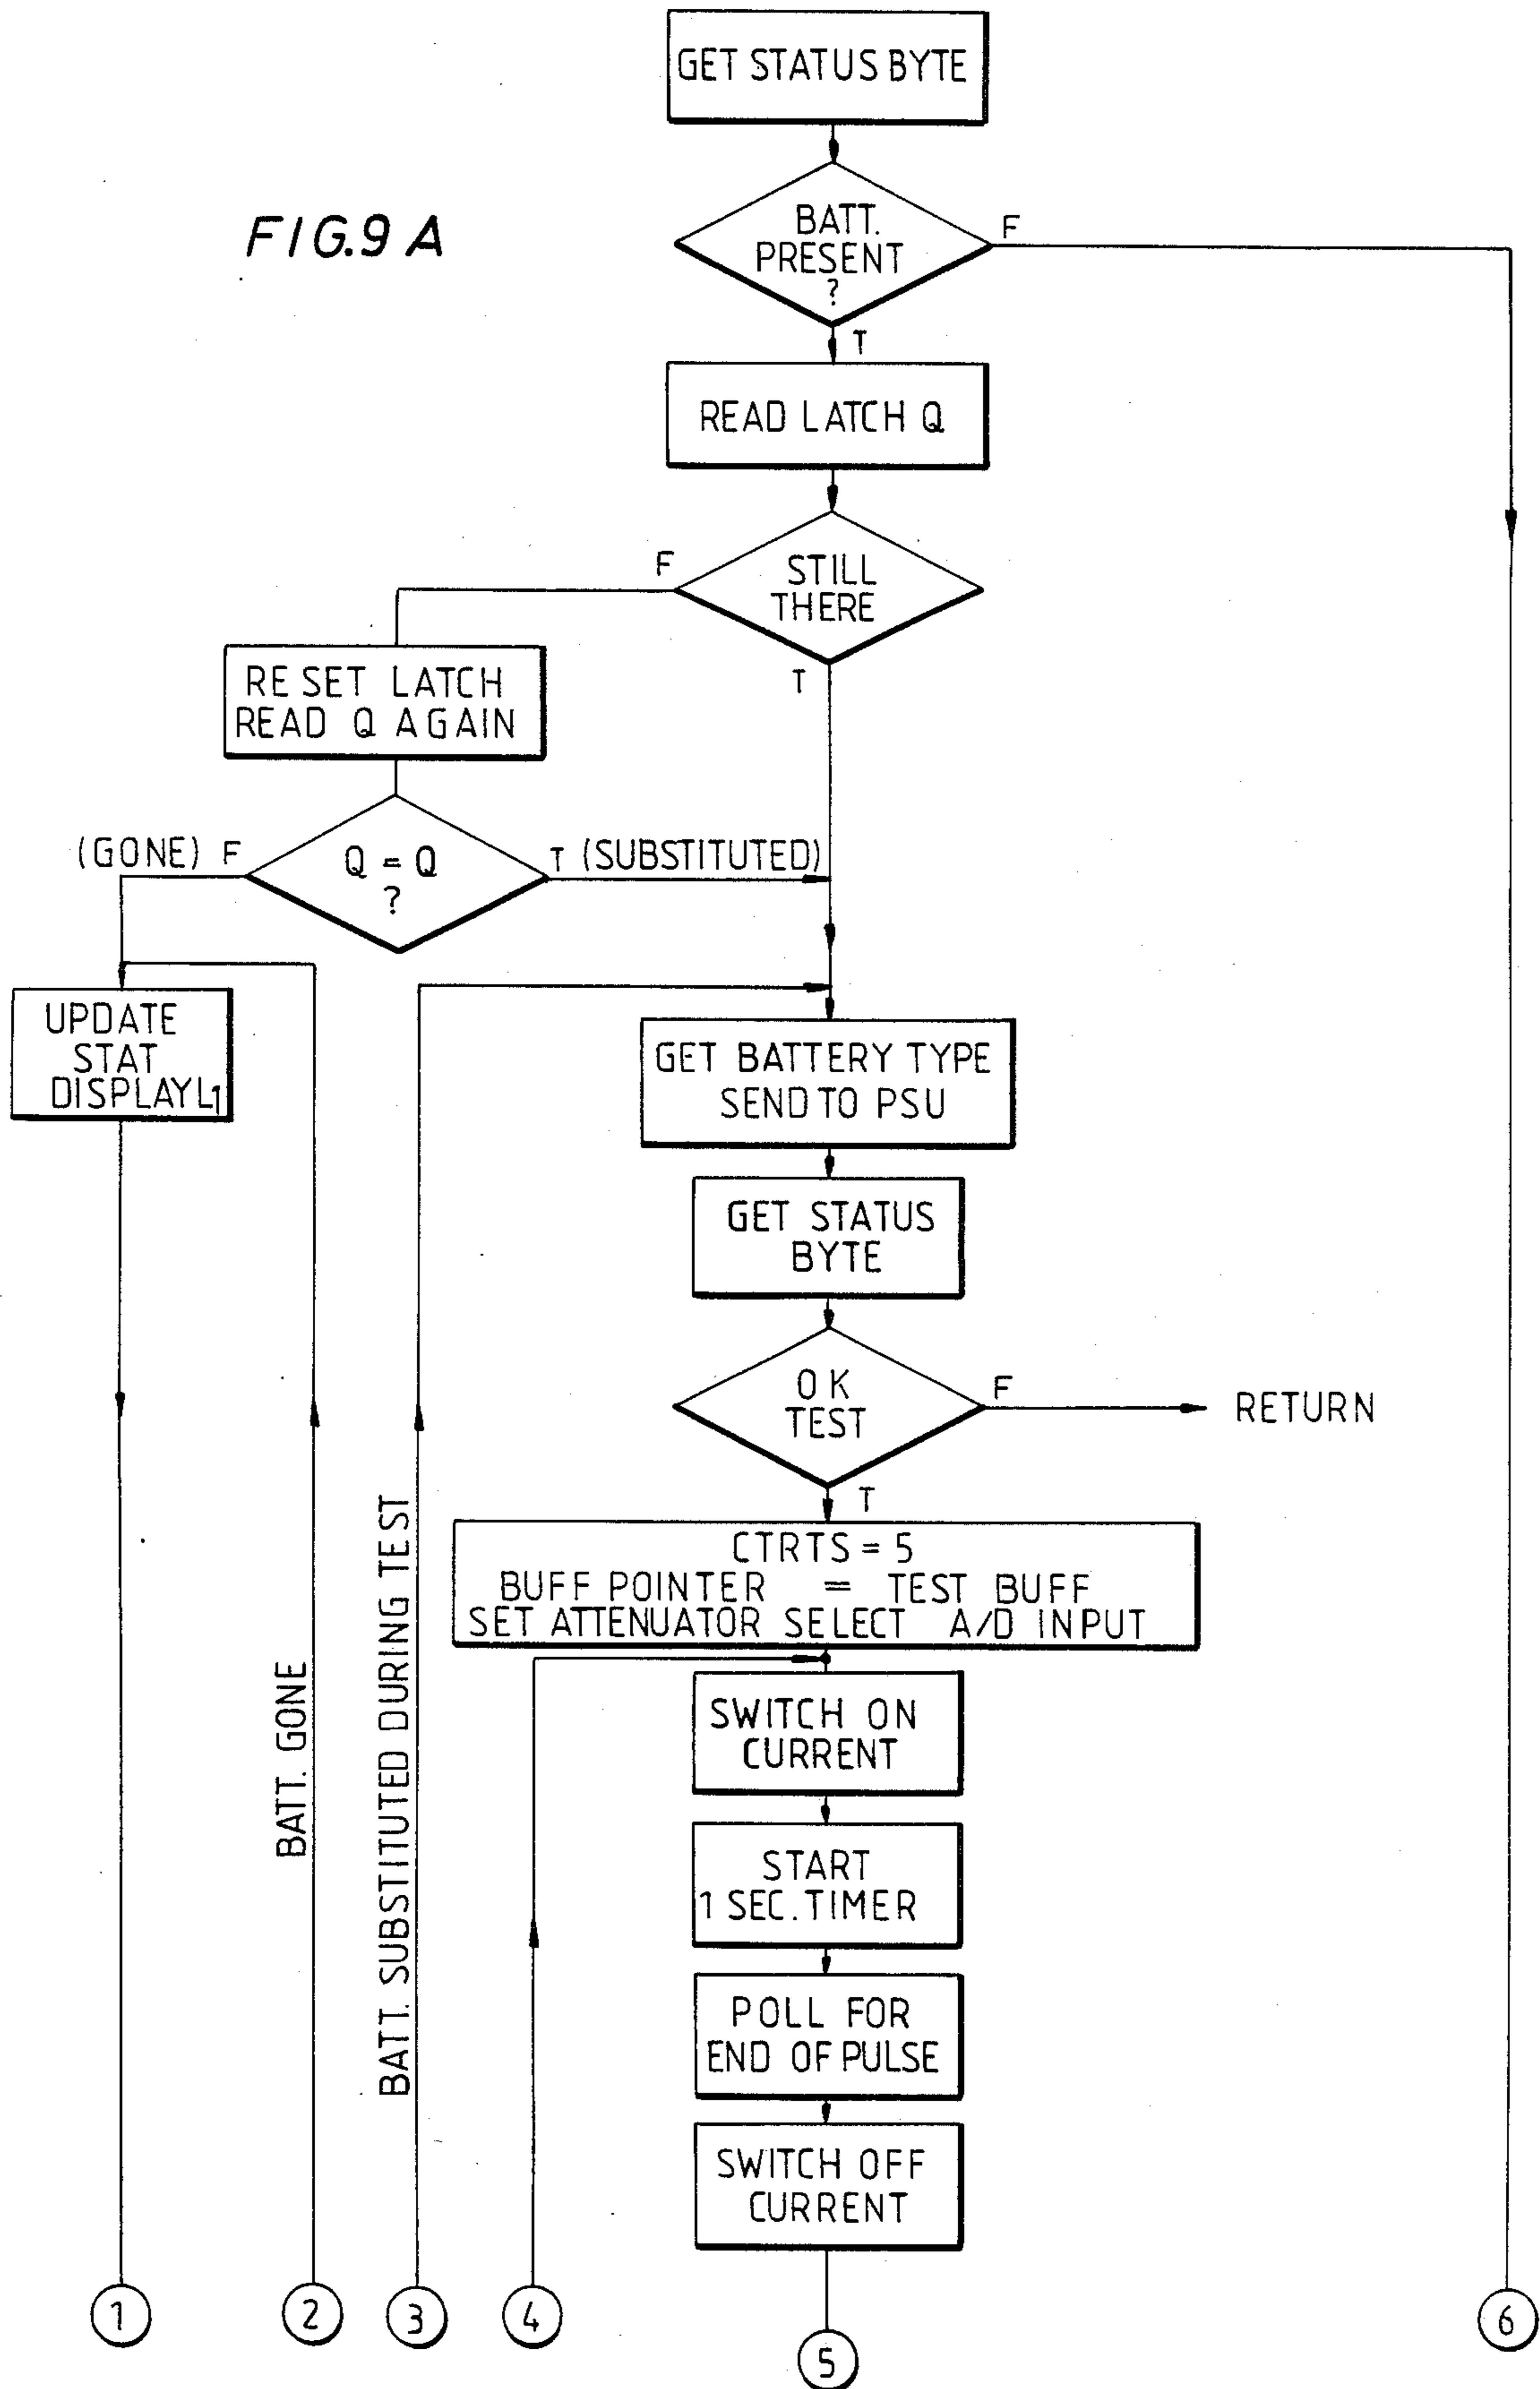 GET STATUS BYTE
FIG.9 A
BATT.
PRESENT
?
F
T
READ LATCH Q
F
STILL
THERE
T
RESET LATCH
READ Q AGAIN
(GONE) F
Q = Q
?
T (SUBSTITUTED)
UPDATE
STAT
DISPLAYL1
GET BATTERY TYPE
SEND TO PSU
GET STATUS
BYTE
OK
TEST
F
RETURN
T
CTRTS = 5
BUFF POINTER = TEST BUFF
SET ATTENUATOR SELECT A/D INPUT
BATT. GONE
BATT. SUBSTITUTED DURING TEST
SWITCH ON
CURRENT
START
1 SEC. TIMER
POLL FOR
END OF PULSE
SWITCH OFF
CURRENT
1
2
3
4
5
6